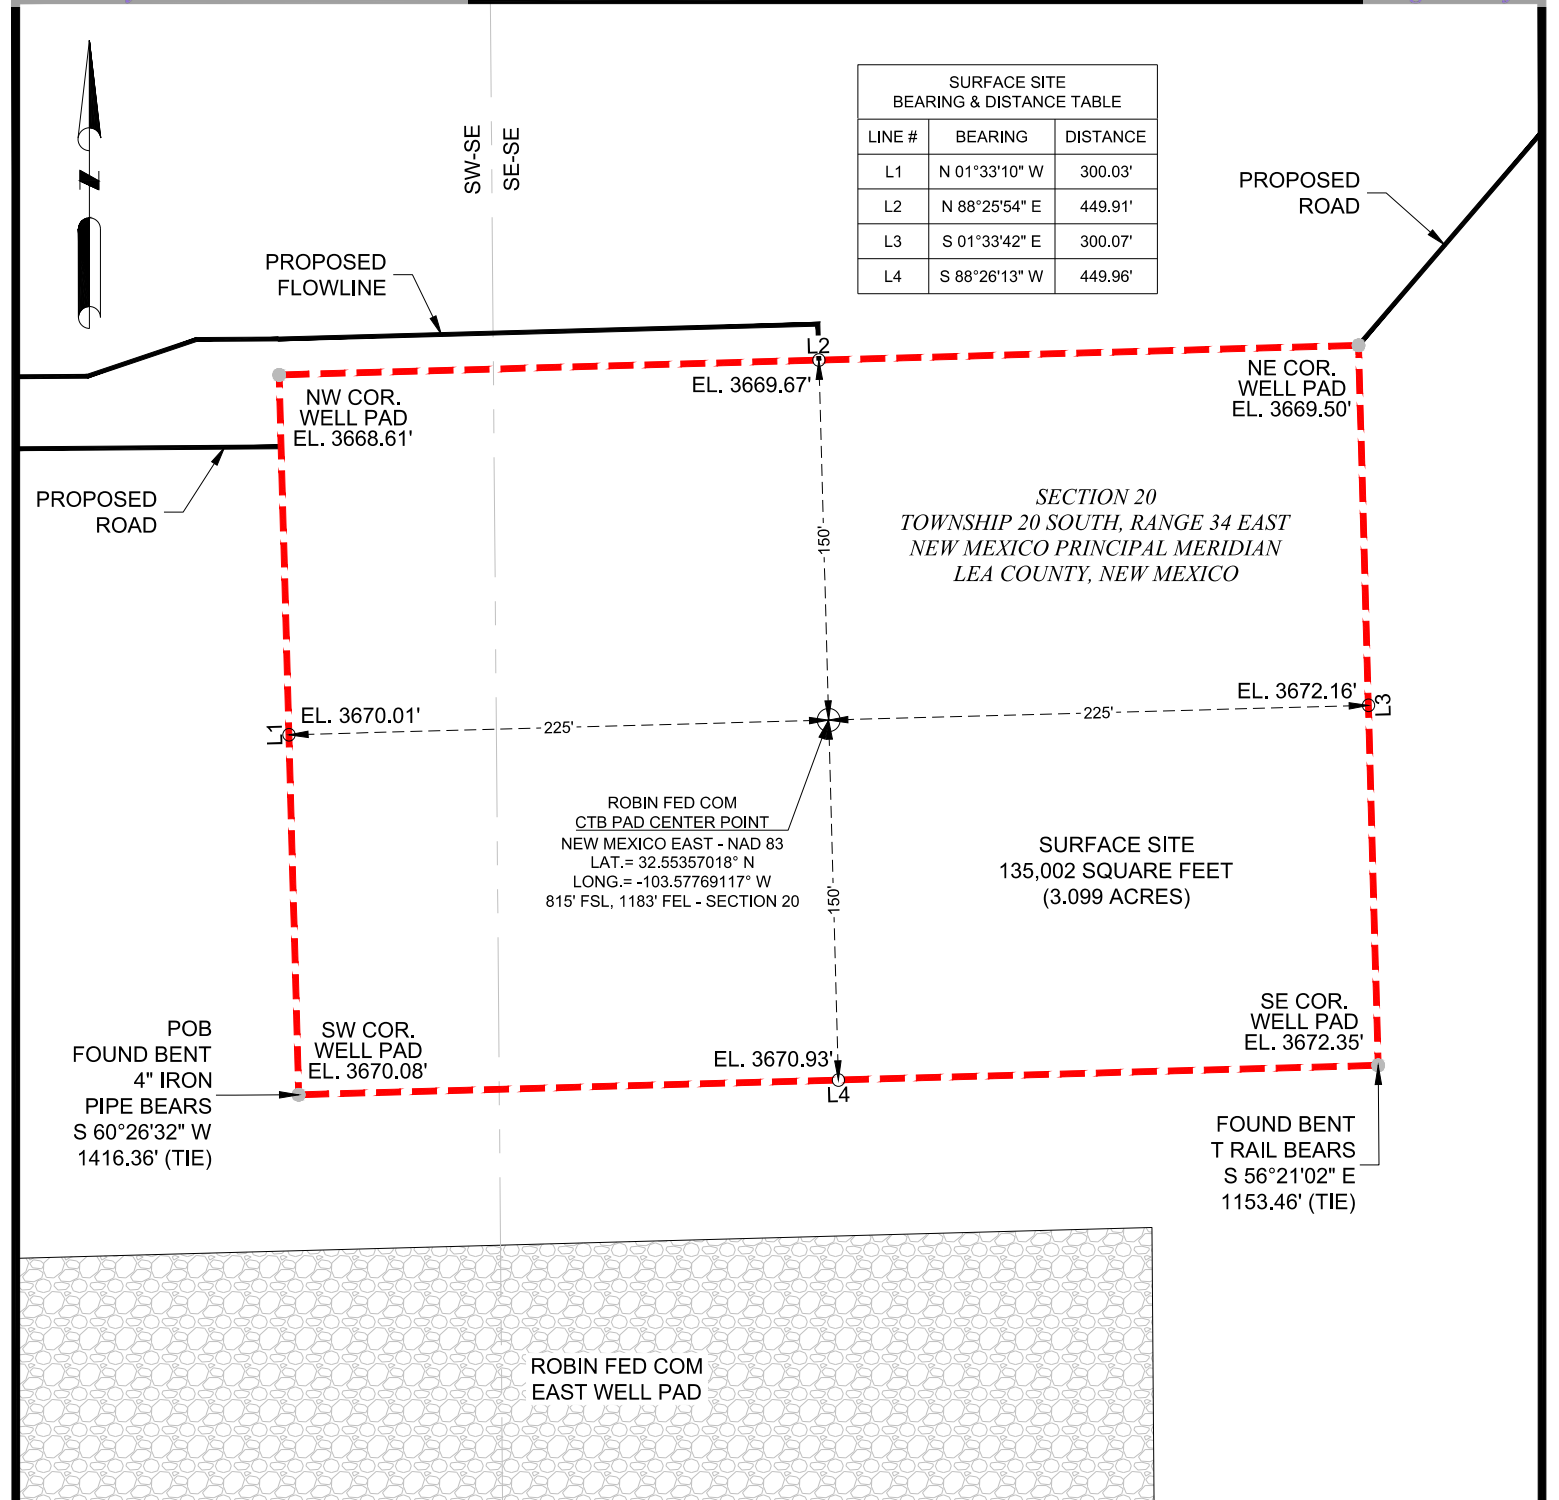 SURFACE SITE
BEARING & DISTANCE TABLE
LINE # BEARING DISTANCE
L1 N 01°33'10" W 300.03'
L2 N 88°25'54" E 449.91'
L3 S 01°33'42" E 300.07'
L4 S 88°26'13" W 449.96'
N
SW-SE
SE-SE
PROPOSED
ROAD
PROPOSED
FLOWLINE
L2
EL. 3669.67'
NW COR.
WELL PAD
EL. 3668.61'
NE COR.
WELL PAD
EL. 3669.50'
PROPOSED
ROAD
SECTION 20
TOWNSHIP 20 SOUTH, RANGE 34 EAST
NEW MEXICO PRINCIPAL MERIDIAN
LEA COUNTY, NEW MEXICO
150'
L1
EL. 3670.01'
225'
225'
EL. 3672.16'
L3
ROBIN FED COM
CTB PAD CENTER POINT
NEW MEXICO EAST - NAD 83
LAT.= 32.55357018° N
LONG.= -103.57769117° W
815' FSL, 1183' FEL - SECTION 20
150'
SURFACE SITE
135,002 SQUARE FEET
(3.099 ACRES)
POB
FOUND BENT
4" IRON
PIPE BEARS
S 60°26'32" W
1416.36' (TIE)
SW COR.
WELL PAD
EL. 3670.08'
EL. 3670.93'
L4
SE COR.
WELL PAD
EL. 3672.35'
FOUND BENT
T RAIL BEARS
S 56°21'02" E
1153.46' (TIE)
ROBIN FED COM
EAST WELL PAD